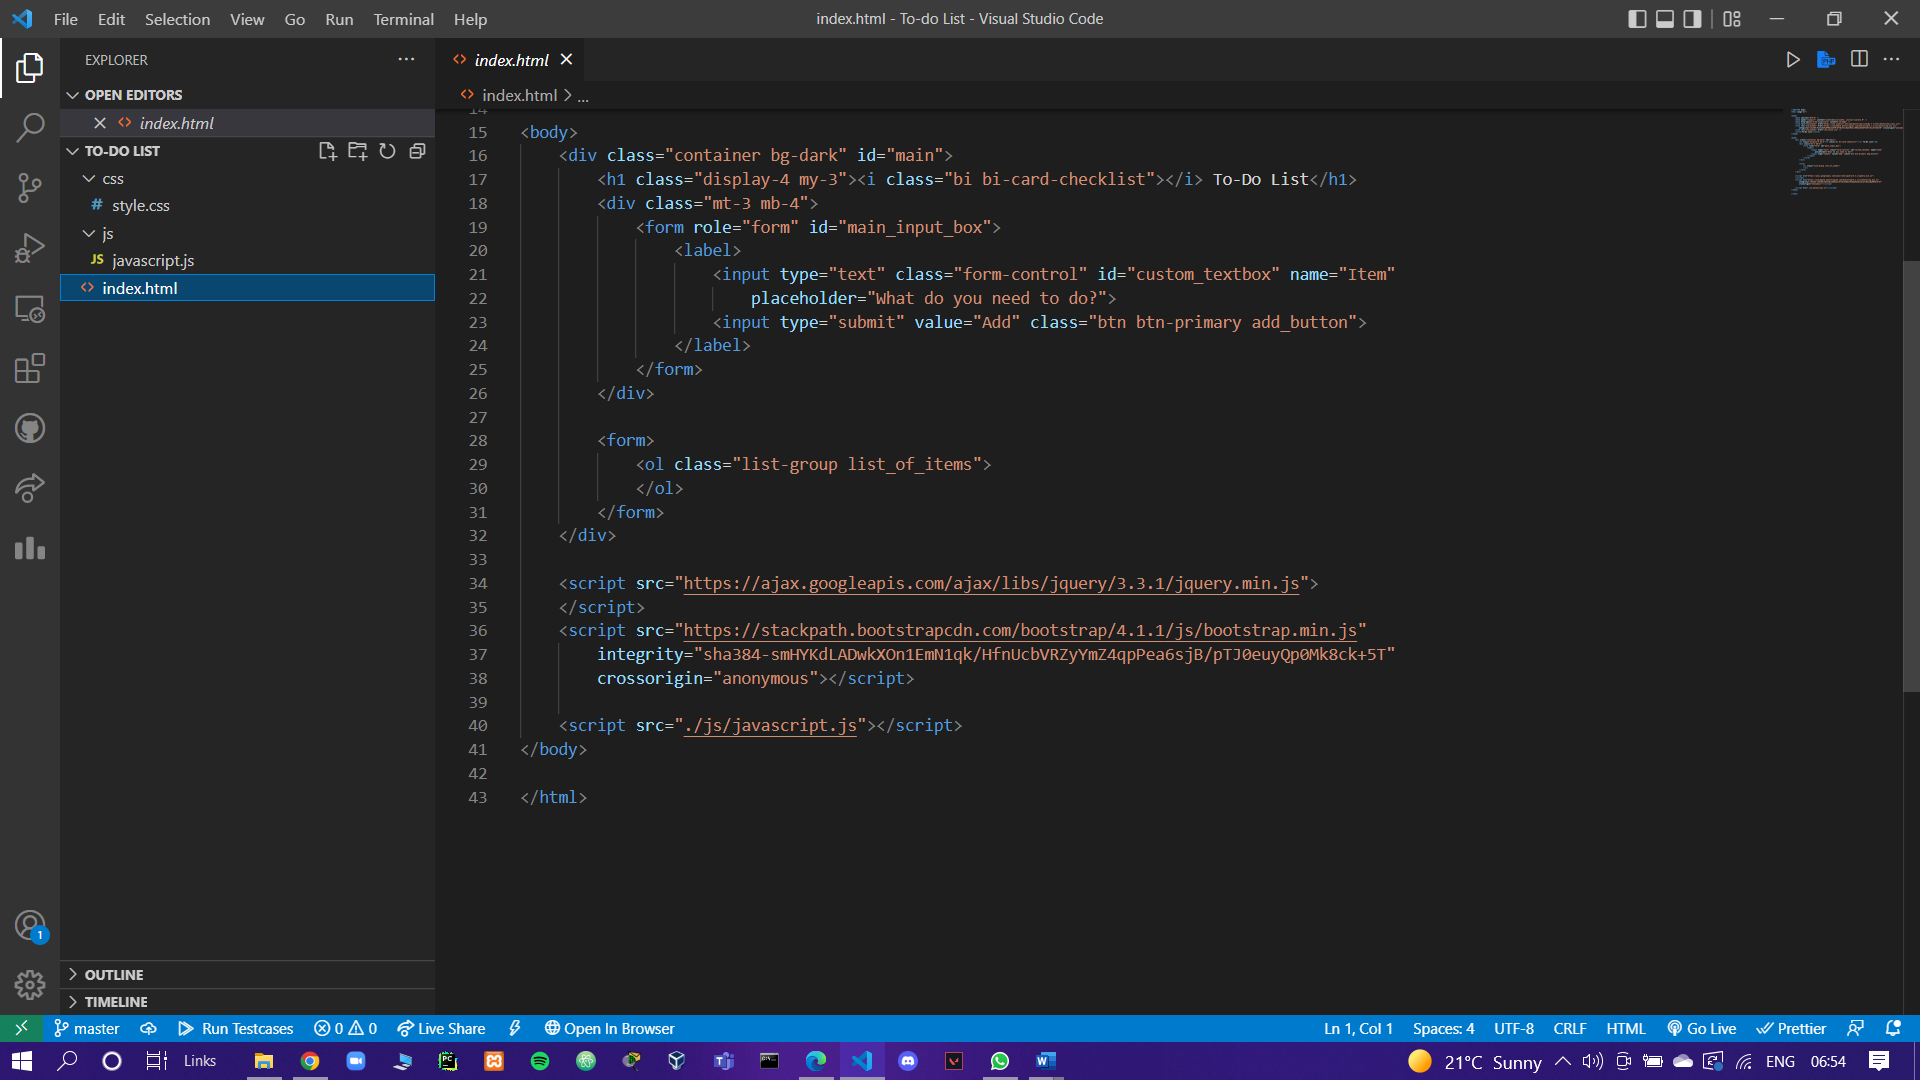 File Edit Selection View Go Run Terminal Help
index.html - To-do List - Visual Studio Code
EXPLORER
OPEN EDITORS
index.html
TO-DO LIST
css
# style.css
js
JS javascript.js
index.html
OUTLINE
TIMELINE
index.html
index.html > ...
14
15 <body>
16 <div class="container bg-dark" id="main">
17 <h1 class="display-4 my-3"><i class="bi bi-card-checklist"></i> To-Do List</h1>
18 <div class="mt-3 mb-4">
19 <form role="form" id="main_input_box">
20 <label>
21 <input type="text" class="form-control" id="custom_textbox" name="Item"
22 placeholder="What do you need to do?">
23 <input type="submit" value="Add" class="btn btn-primary add_button">
24 </label>
25 </form>
26 </div>
27
28 <form>
29 <ol class="list-group list_of_items">
30 </ol>
31 </form>
32 </div>
33
34 <script src="https://ajax.googleapis.com/ajax/libs/jquery/3.3.1/jquery.min.js">
35 </script>
36 <script src="https://stackpath.bootstrapcdn.com/bootstrap/4.1.1/js/bootstrap.min.js"
37 integrity="sha384-smHYKdLADwkXOn1EmN1qk/HfnUcbVRZyYmZ4qpPea6sjB/pTJ0euyQp0Mk8ck+5T"
38 crossorigin="anonymous"></script>
39
40 <script src="./js/javascript.js"></script>
41 </body>
42
43 </html>
1
master Run Testcases 0 0 Live Share Open In Browser Ln 1, Col 1 Spaces: 4 UTF-8 CRLF HTML Go Live Prettier
Links 21°C Sunny ENG 06:54